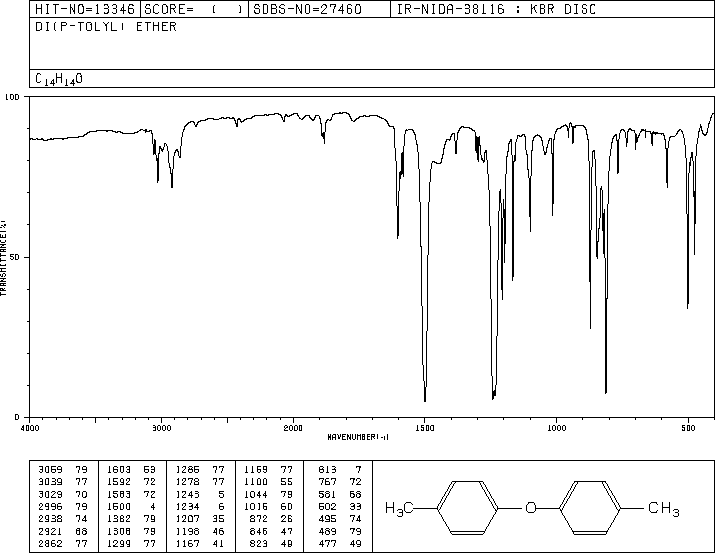 HIT-NO=13346 SCORE= ( ) SDBS-NO=27460 IR-NIDA-38116 : KBR DISC
DI(P-TOLYL) ETHER
C14H14O
100
50
0
TRANSMITTANCE(%)
4000 3000 2000 1500 1000 500
WAVENUMBER(-1)
3069 79 1603 53 1286 77 1169 77 813 7
3039 77 1592 72 1278 77 1100 55 767 72
3029 70 1583 72 1243 5 1044 79 581 68
2996 79 1500 4 1234 6 1016 60 502 33
2938 74 1382 79 1207 35 872 26 495 74
2921 68 1308 79 1198 46 846 47 489 79
2862 77 1299 77 1167 41 823 49 477 49
H3C O CH3